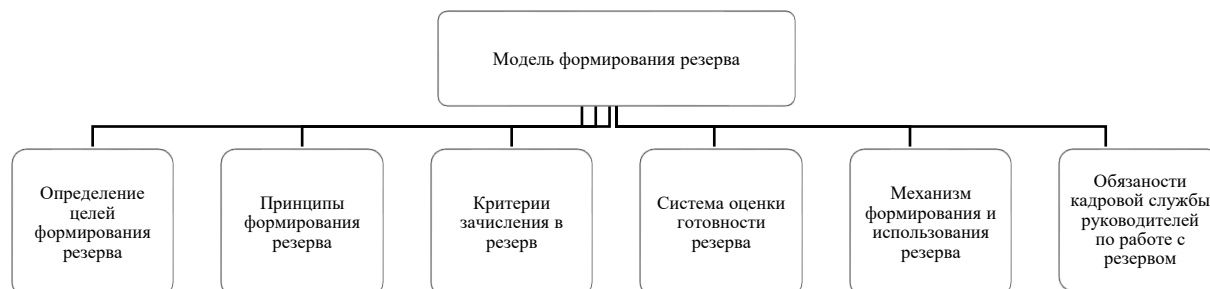 Модель формирования резерва
Определение
целей
формирования
резерва
Принципы
формирования
резерва
Критерии
зачисления в
резерв
Система оценки
готовности
резерва
Механизм
формирования и
использования
резерва
Обязаности
кадровой службы
руководителей
по работе с
резервом